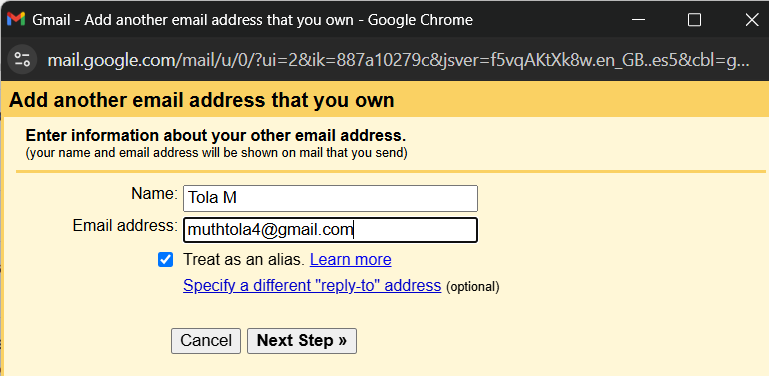 Gmail - Add another email address that you own - Google Chrome
mail.google.com/mail/u/0/?ui=2&ik=887a10279c&jsver=f5vqAKtXk8w.en_GB..es5&cbl=g...
Add another email address that you own
Enter information about your other email address.
(your name and email address will be shown on mail that you send)
Name: Tola M
Email address: muthtola4@gmail.com
Treat as an alias. Learn more
Specify a different "reply-to" address (optional)
Cancel Next Step »